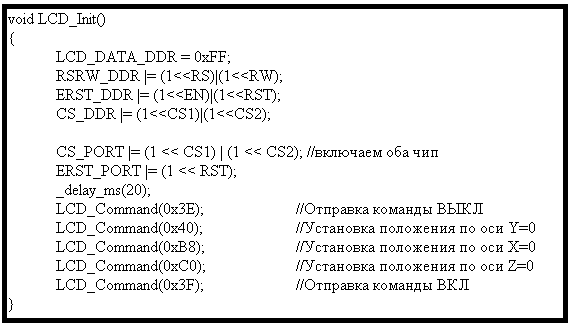 void LCD_Init()
{
LCD_DATA_DDR = 0xFF;
RSRW_DDR |= (1<<RS)|(1<<RW);
ERST_DDR |= (1<<EN)|(1<<RST);
CS_DDR |= (1<<CS1)|(1<<CS2);
CS_PORT |= (1 << CS1) | (1 << CS2); //включаем оба чип
ERST_PORT |= (1 << RST);
_delay_ms(20);
LCD_Command(0x3E); //Отправка команды ВЫКЛ
LCD_Command(0x40); //Установка положения по оси Y=0
LCD_Command(0xB8); //Установка положения по оси X=0
LCD_Command(0xC0); //Установка положения по оси Z=0
LCD_Command(0x3F); //Отправка команды ВКЛ
}